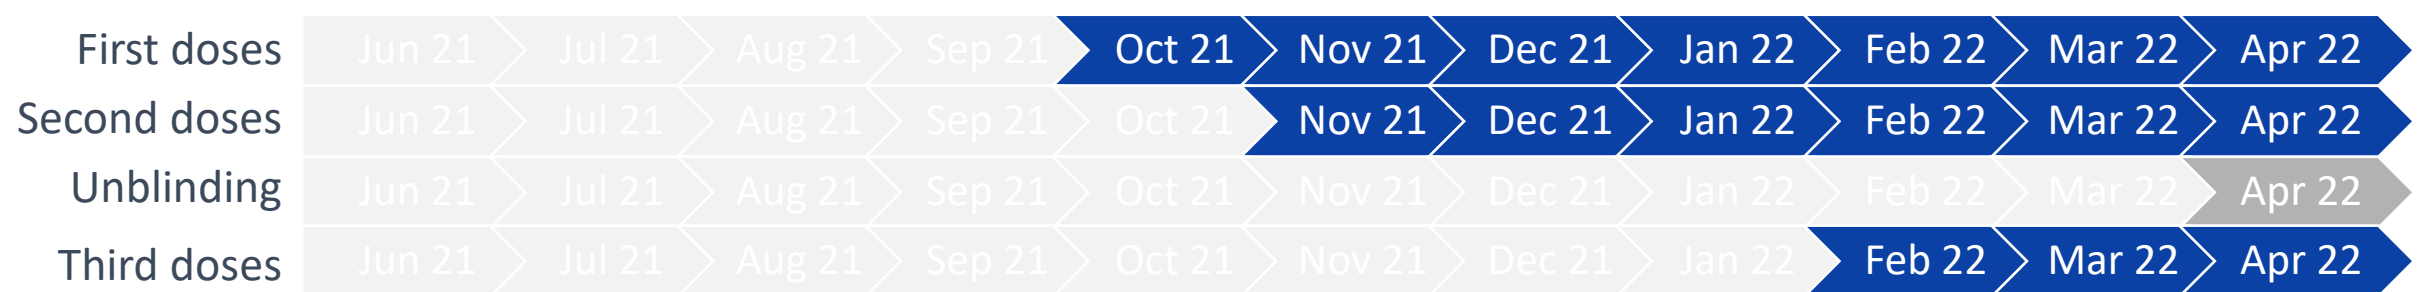 First doses Jun 21 Jul 21 Aug 21 Sep 21 Oct 21 Nov 21 Dec 21 Jan 22 Feb 22 Mar 22 Apr 22
Second doses Jun 21 Jul 21 Aug 21 Sep 21 Oct 21 Nov 21 Dec 21 Jan 22 Feb 22 Mar 22 Apr 22
Unblinding Jun 21 Jul 21 Aug 21 Sep 21 Oct 21 Nov 21 Dec 21 Jan 22 Feb 22 Mar 22 Apr 22
Third doses Jun 21 Jul 21 Aug 21 Sep 21 Oct 21 Nov 21 Dec 21 Jan 22 Feb 22 Mar 22 Apr 22